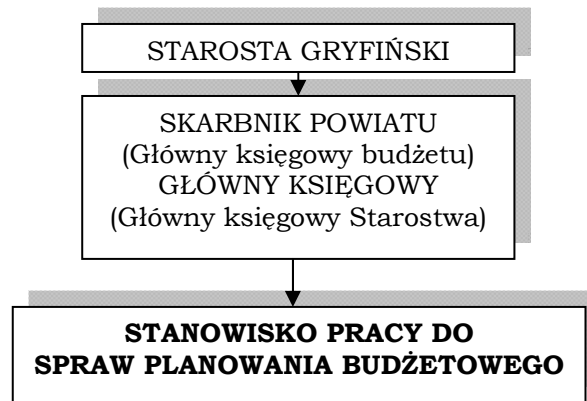 STAROSTA GRYFIŃSKI
SKARBNIK POWIATU
(Główny księgowy budżetu)
GŁÓWNY KSIĘGOWY
(Główny księgowy Starostwa)
STANOWISKO PRACY DO
SPRAW PLANOWANIA BUDŻETOWEGO